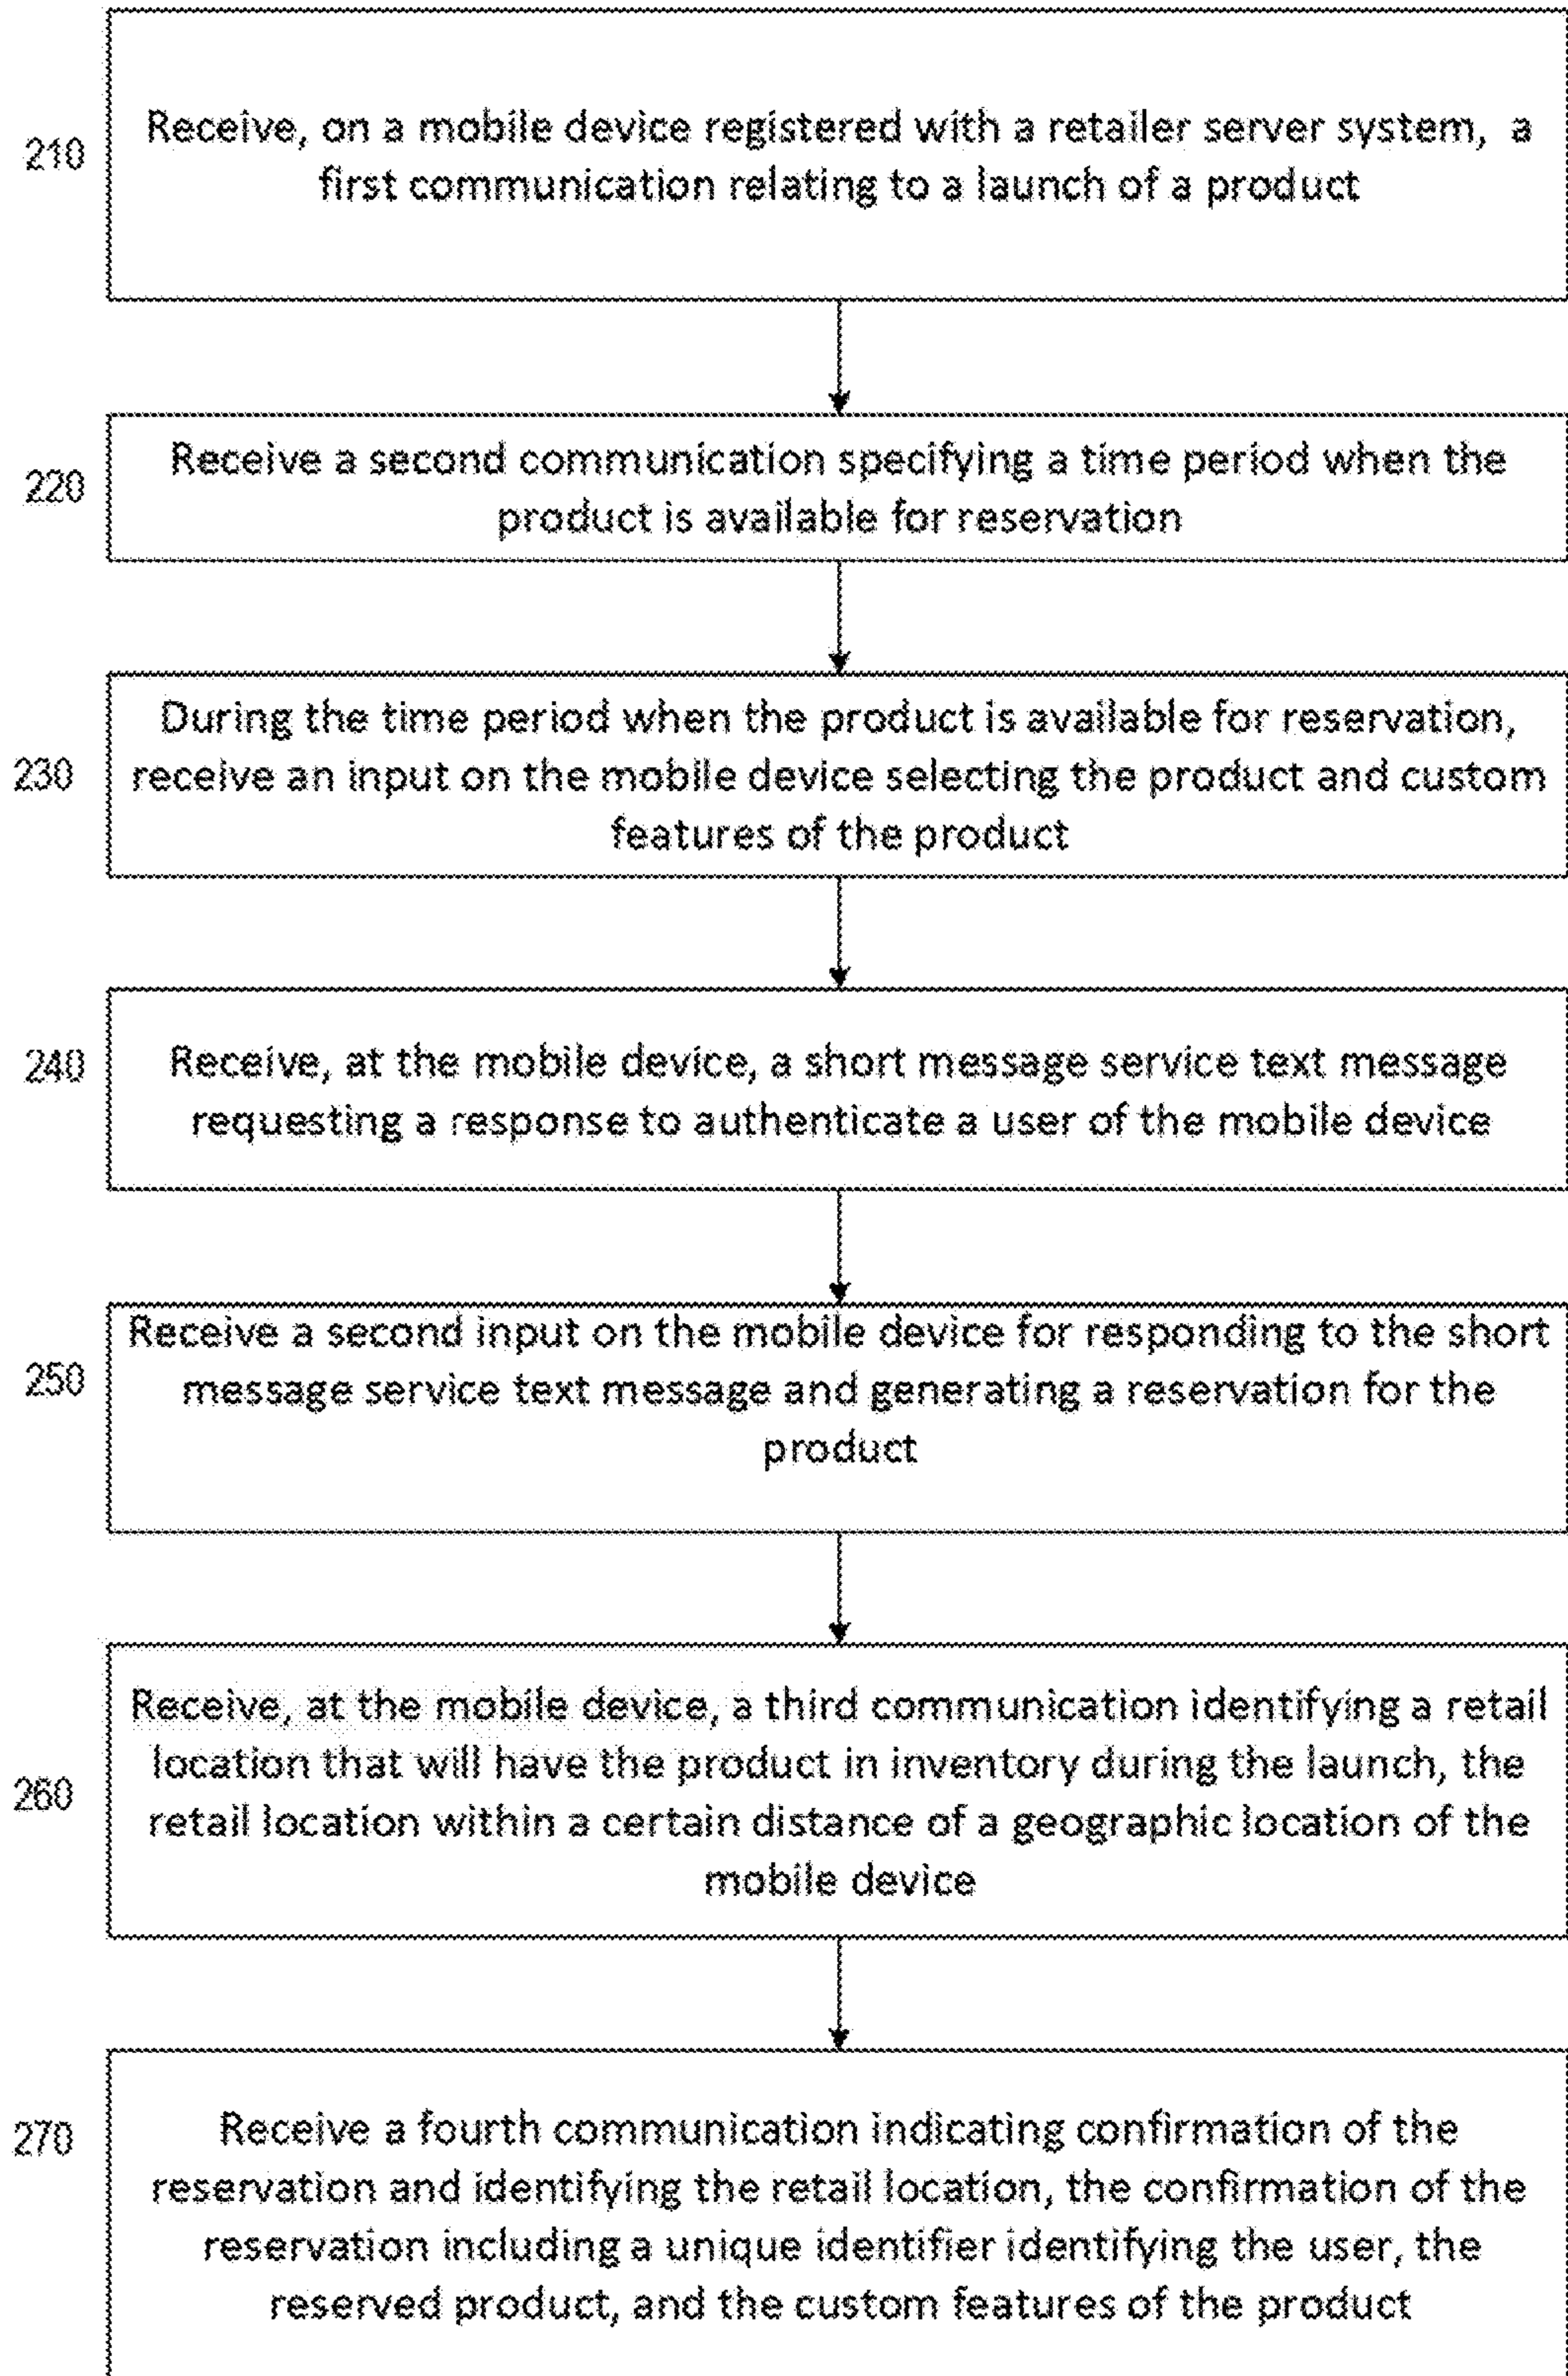 210
Receive, on a mobile device registered with a retailer server system, a
first communication relating to a launch of a product
220
Receive a second communication specifying a time period when the
product is available for reservation
230
During the time period when the product is available for reservation,
receive an input on the mobile device selecting the product and custom
features of the product
240
Receive, at the mobile device, a short message service text message
requesting a response to authenticate a user of the mobile device
250
Receive a second input on the mobile device for responding to the short
message service text message and generating a reservation for the
product
260
Receive, at the mobile device, a third communication identifying a retail
location that will have the product in inventory during the launch, the
retail location within a certain distance of a geographic location of the
mobile device
270
Receive a fourth communication indicating confirmation of the
reservation and identifying the retail location, the confirmation of the
reservation including a unique identifier identifying the user, the
reserved product, and the custom features of the product